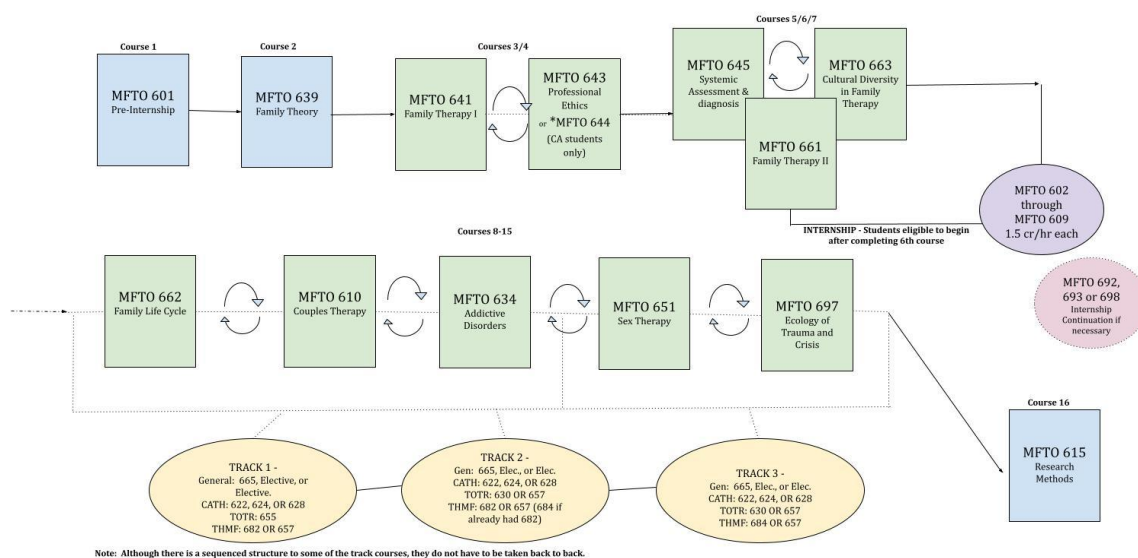 Course 1
MFTO 601
Pre-Internship
Course 2
MFTO 639
Family Theory
Courses 3/4
MFTO 641
Family Therapy I
MFTO 643
Professional
Ethics
or *MFTO 644
(CA students
only)
Courses 5/6/7
MFTO 645
Systemic
Assessment &
diagnosis
MFTO 663
Cultural Diversity
in Family
Therapy
MFTO 661
Family Therapy II
MFTO 602
through
MFTO 609
1.5 cr/hr each
INTERNSHIP - Students eligible to begin
after completing 6th course
MFTO 692,
693 or 698
Internship
Continuation if
necessary
Courses 8-15
MFTO 662
Family Life Cycle
MFTO 610
Couples Therapy
MFTO 634
Addictive
Disorders
MFTO 651
Sex Therapy
MFTO 697
Ecology of
Trauma and
Crisis
Course 16
MFTO 615
Research
Methods
TRACK 1 -
General: 665, Elective, or
Elective.
CATH: 622, 624, OR 628
TOTR: 655
THMF: 682 OR 657
TRACK 2 -
Gen: 665, Elec., or Elec.
CATH: 622, 624, OR 628
TOTR: 630 OR 657
THMF: 682 OR 657 (684 if
already had 682)
TRACK 3 -
Gen: 665, Elec., or Elec.
CATH: 622, 624, OR 628
TOTR: 630 OR 657
THMF: 684 OR 657
Note: Although there is a sequenced structure to some of the track courses, they do not have to be taken back to back.